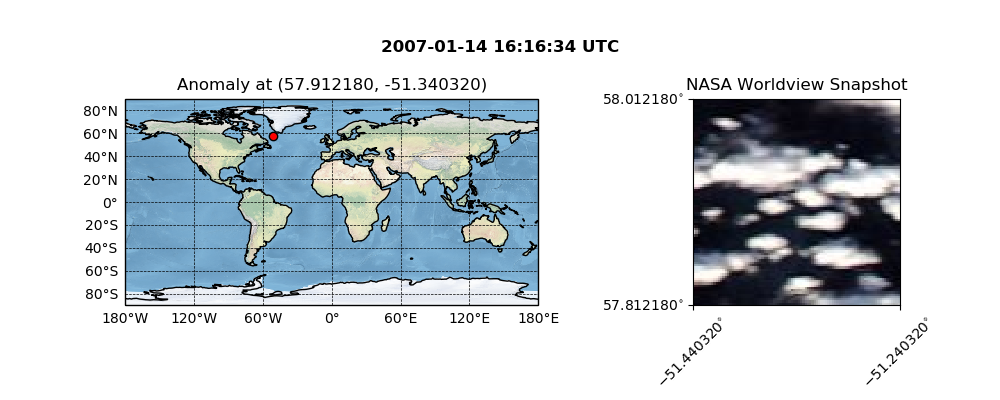 2007-01-14 16:16:34 UTC
Anomaly at (57.912180, -51.340320)
80°N
60°N
40°N
20°N
0°
20°S
40°S
60°S
80°S
180°W 120°W 60°W 0° 60°E 120°E 180°E
NASA Worldview Snapshot
58.012180°
57.812180°
−51.440320°
−51.240320°